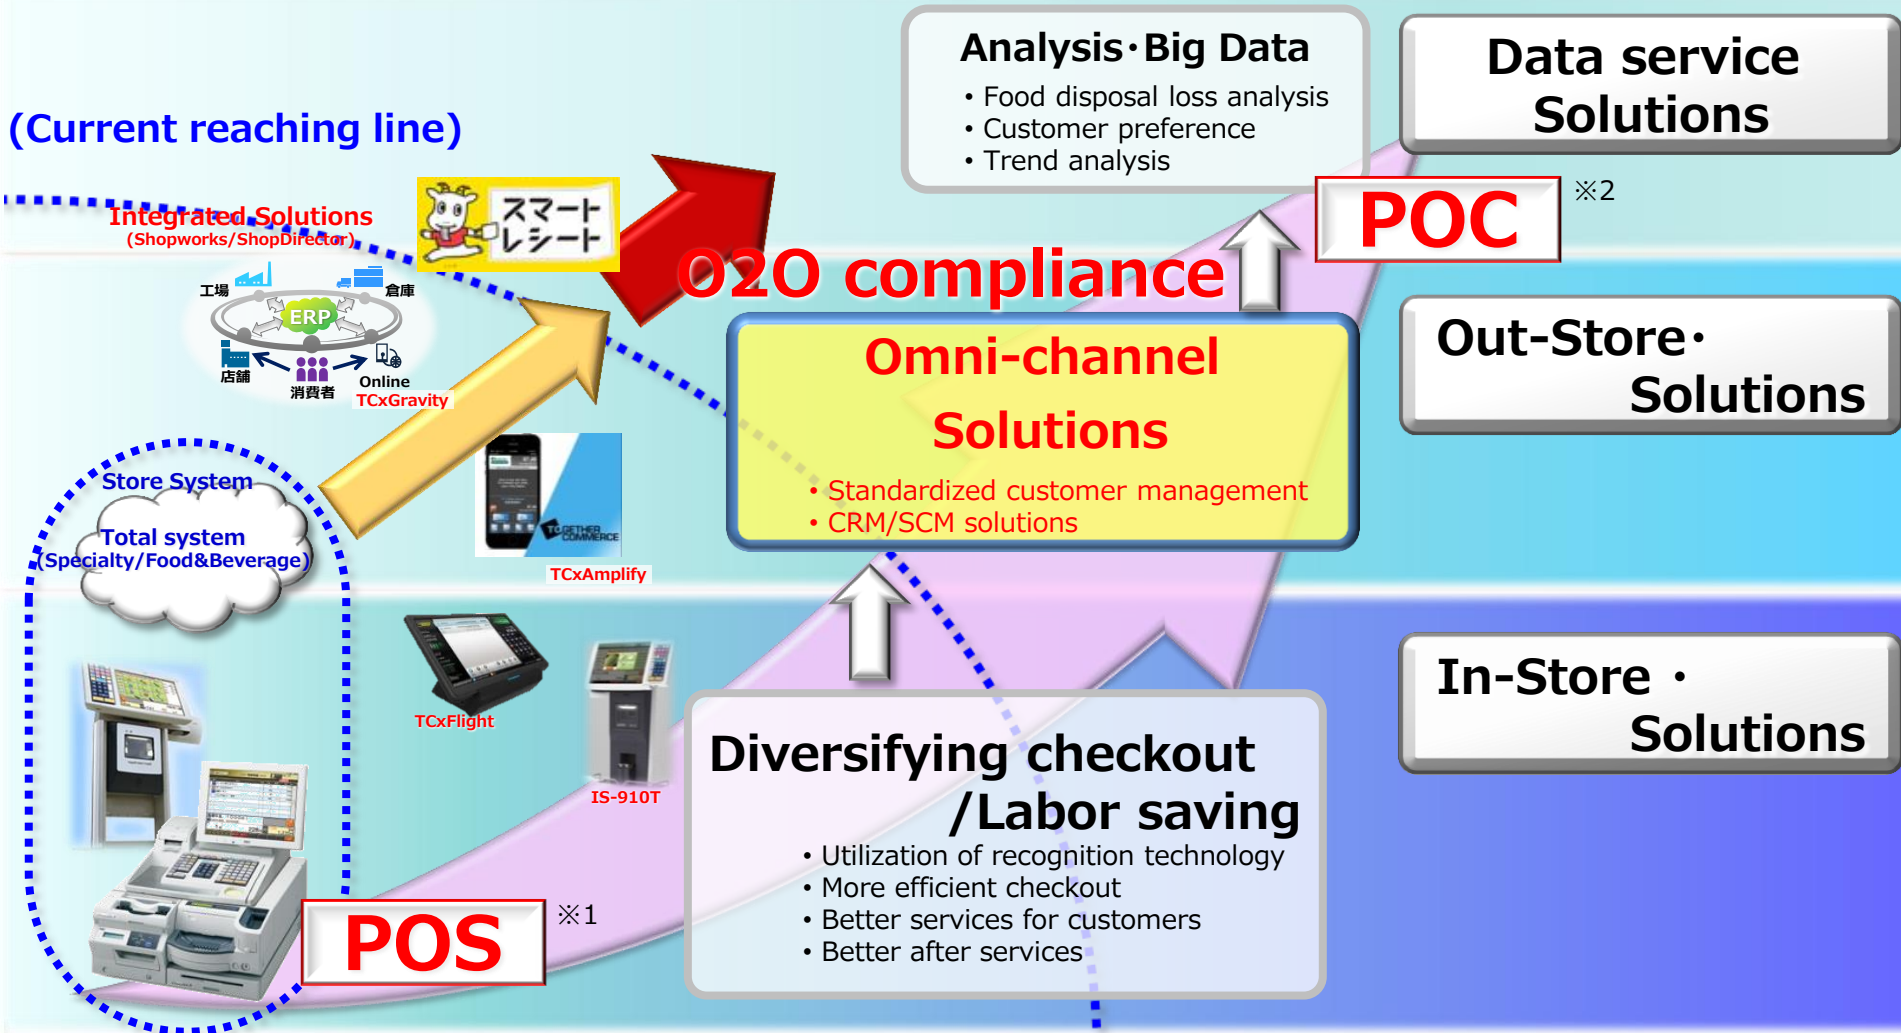 Analysis・Big Data
・Food disposal loss analysis
・Customer preference
・Trend analysis
Data service
Solutions
(Current reaching line)
POC
※2
Integrated Solutions
(Shopworks/ShopDirector)
スマート
レシート
O2O compliance
工場
倉庫
ERP
店舗
消費者
Online
TCxGravity
Omni-channel
Solutions
・Standardized customer management
・CRM/SCM solutions
Out-Store・
Solutions
Store System
Total system
(Specialty/Food&Beverage)
TOGETHER
COMMERCE
TCxAmplify
TCxFlight
IS-910T
In-Store・
Solutions
Diversifying checkout
/Labor saving
・Utilization of recognition technology
・More efficient checkout
・Better services for customers
・Better after services
POS
※1